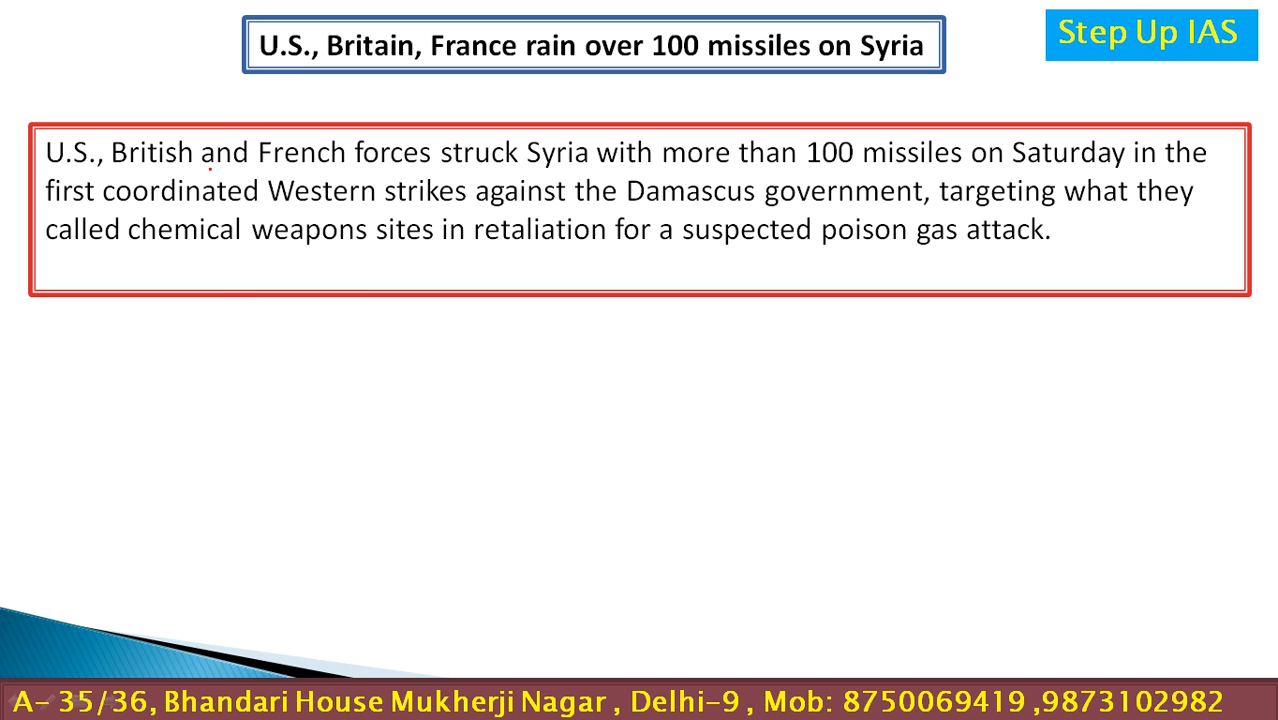 U.S., Britain, France rain over 100 missiles on Syria
Step Up IAS
U.S., British and French forces struck Syria with more than 100 missiles on Saturday in the
first coordinated Western strikes against the Damascus government, targeting what they
called chemical weapons sites in retaliation for a suspected poison gas attack.
A- 35/36, Bhandari House Mukherji Nagar , Delhi-9 , Mob: 8750069419 ,9873102982